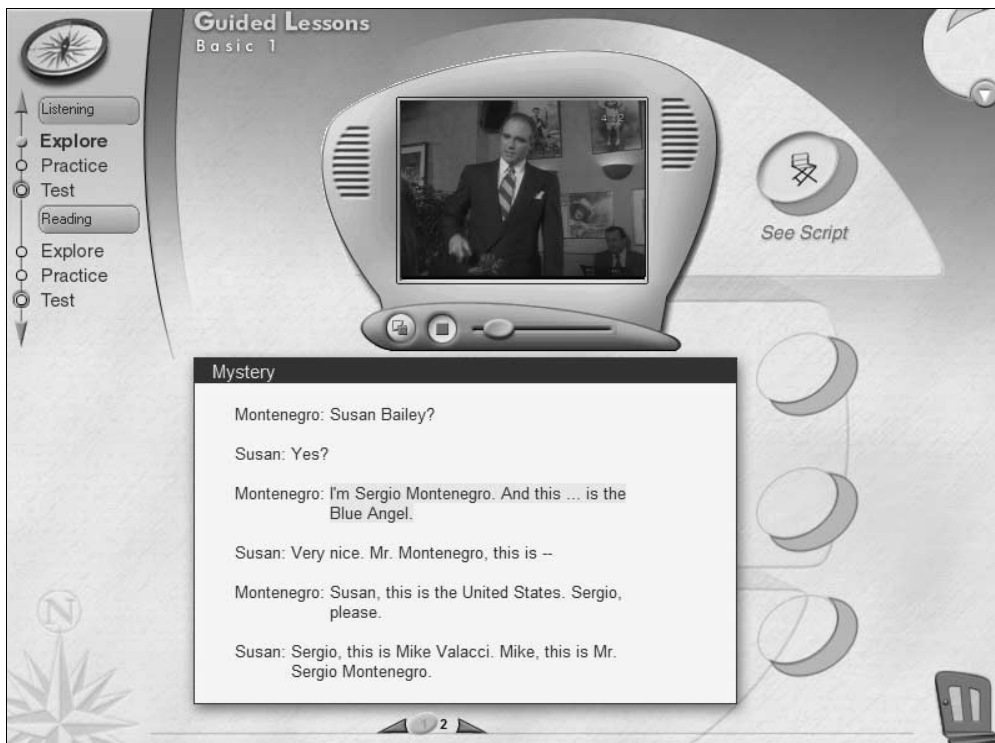 Guided Lessons
Basic 1
Listening
Explore
Practice
Test
Reading
Explore
Practice
Test
See Script
Mystery
Montenegro: Susan Bailey?
Susan: Yes?
Montenegro: I'm Sergio Montenegro. And this ... is the
Blue Angel.
Susan: Very nice. Mr. Montenegro, this is --
Montenegro: Susan, this is the United States. Sergio,
please.
Susan: Sergio, this is Mike Valacci. Mike, this is Mr.
Sergio Montenegro.
N
1 2